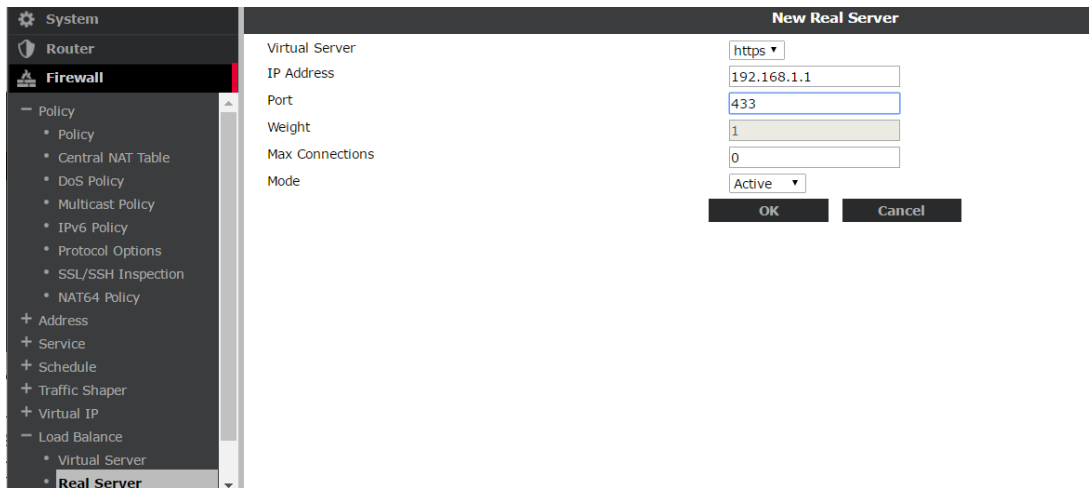 System
Router
Firewall
Policy
Policy
Central NAT Table
DoS Policy
Multicast Policy
IPv6 Policy
Protocol Options
SSL/SSH Inspection
NAT64 Policy
Address
Service
Schedule
Traffic Shaper
Virtual IP
Load Balance
Virtual Server
Real Server
New Real Server
Virtual Server https
IP Address 192.168.1.1
Port 433
Weight 1
Max Connections 0
Mode Active
OK Cancel